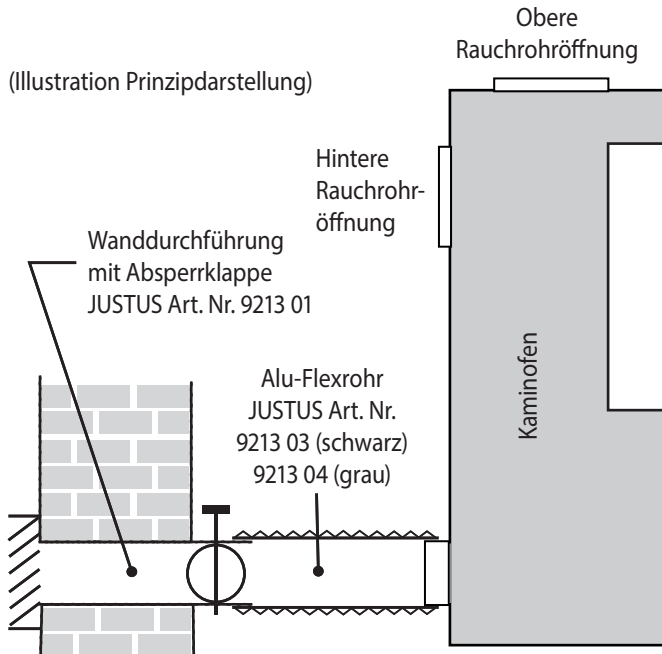 Obere
Rauchrohröffnung
(Illustration Prinzipdarstellung)
Hintere
Rauchrohr-
öffnung
Wanddurchführung
mit Absperrklappe
JUSTUS Art. Nr. 9213 01
Alu-Flexrohr
JUSTUS Art. Nr.
9213 03 (schwarz)
9213 04 (grau)
Kaminofen